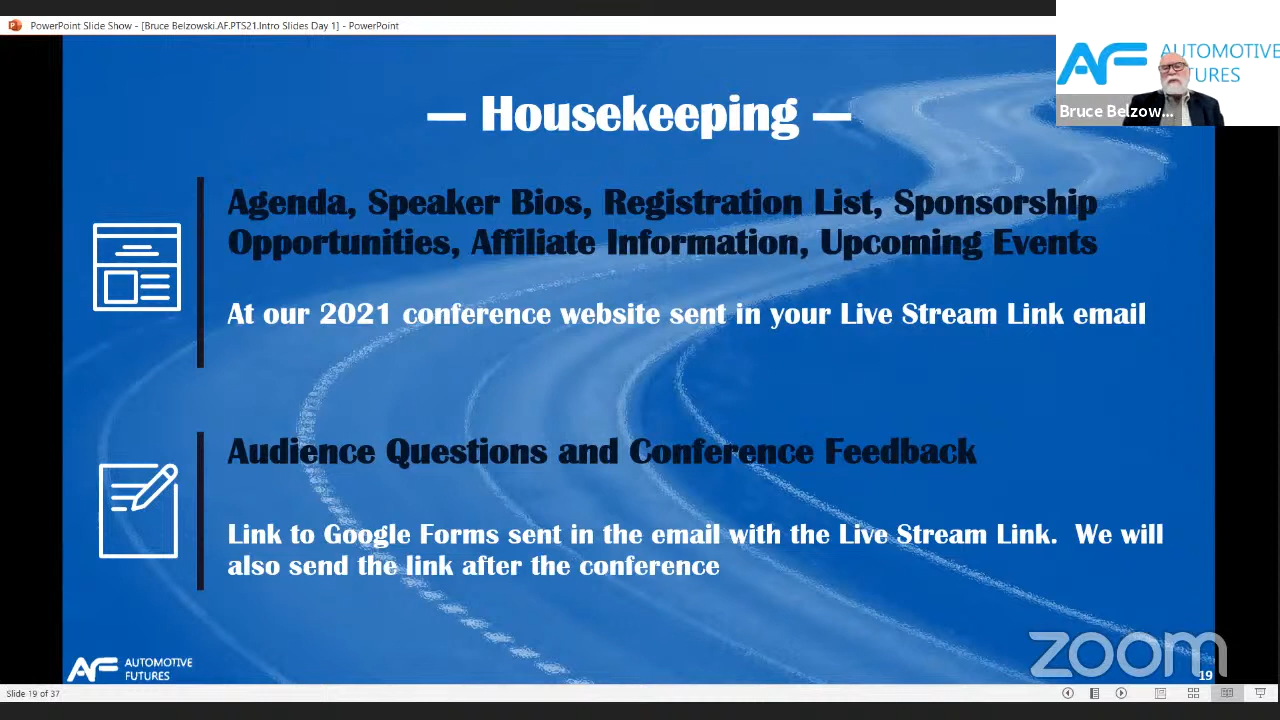 PowerPoint Slide Show - [Bruce Belzowski.AF.PTS21.Intro Slides Day 1] - PowerPoint
AF AUTOMOTIVE
FUTURES
Bruce Belzow...
— Housekeeping —
Agenda, Speaker Bios, Registration List, Sponsorship
Opportunities, Affiliate Information, Upcoming Events
At our 2021 conference website sent in your Live Stream Link email
Audience Questions and Conference Feedback
Link to Google Forms sent in the email with the Live Stream Link. We will
also send the link after the conference
AF AUTOMOTIVE
FUTURES
zoom
19
Slide 19 of 37